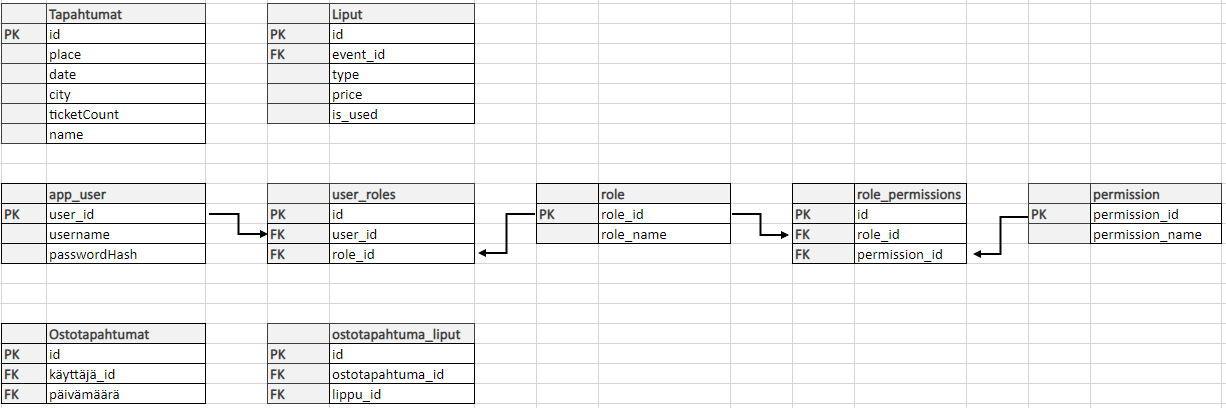 Tapahtumat
PK id
place
date
city
ticketCount
name
Liput
PK id
FK event_id
type
price
is_used
app_user
PK user_id
username
passwordHash
user_roles
PK id
FK user_id
FK role_id
role
PK role_id
role_name
role_permissions
PK id
FK role_id
FK permission_id
permission
PK permission_id
permission_name
Ostotapahtumat
PK id
FK käyttäjä_id
FK päivämäärä
ostotapahtuma_liput
PK id
FK ostotapahtuma_id
FK lippu_id